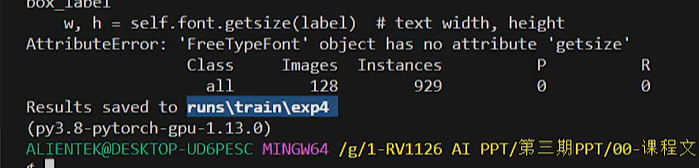 box_label
w, h = self.font.getsize(label)  # text width, height
AttributeError: 'FreeTypeFont' object has no attribute 'getsize'
Class Images Instances P R
all 128 929 0 0
Results saved to runs\train\exp4
(py3.8-pytorch-gpu-1.13.0)
ALIENTEK@DESKTOP-UD6PESC MINGW64 /g/1-RV1126 AI PPT/第三期PPT/00-课程文
$